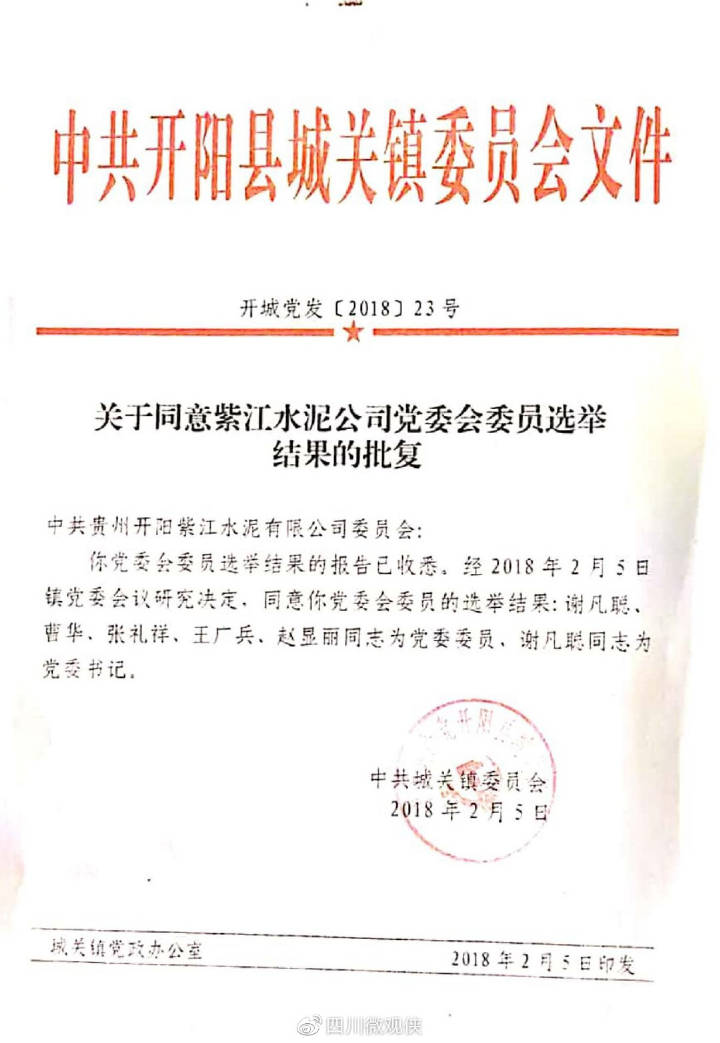 中共开阳县城关镇委员会文件
开城党发〔2018〕23号
关于同意紫江水泥公司党委会委员选举
结果的批复
中共贵州开阳紫江水泥有限公司委员会:
你党委会委员选举结果的报告已收悉。经2018年2月5日
镇党委会议研究决定,同意你党委会委员的选举结果:谢凡聪、
曹华、张礼祥、王广兵、赵显丽同志为党委委员、谢凡聪同志为
党委书记。
中共城关镇委员会
2018年2月5日
城关镇党政办公室
2018年2月5日印发
四川微观侠